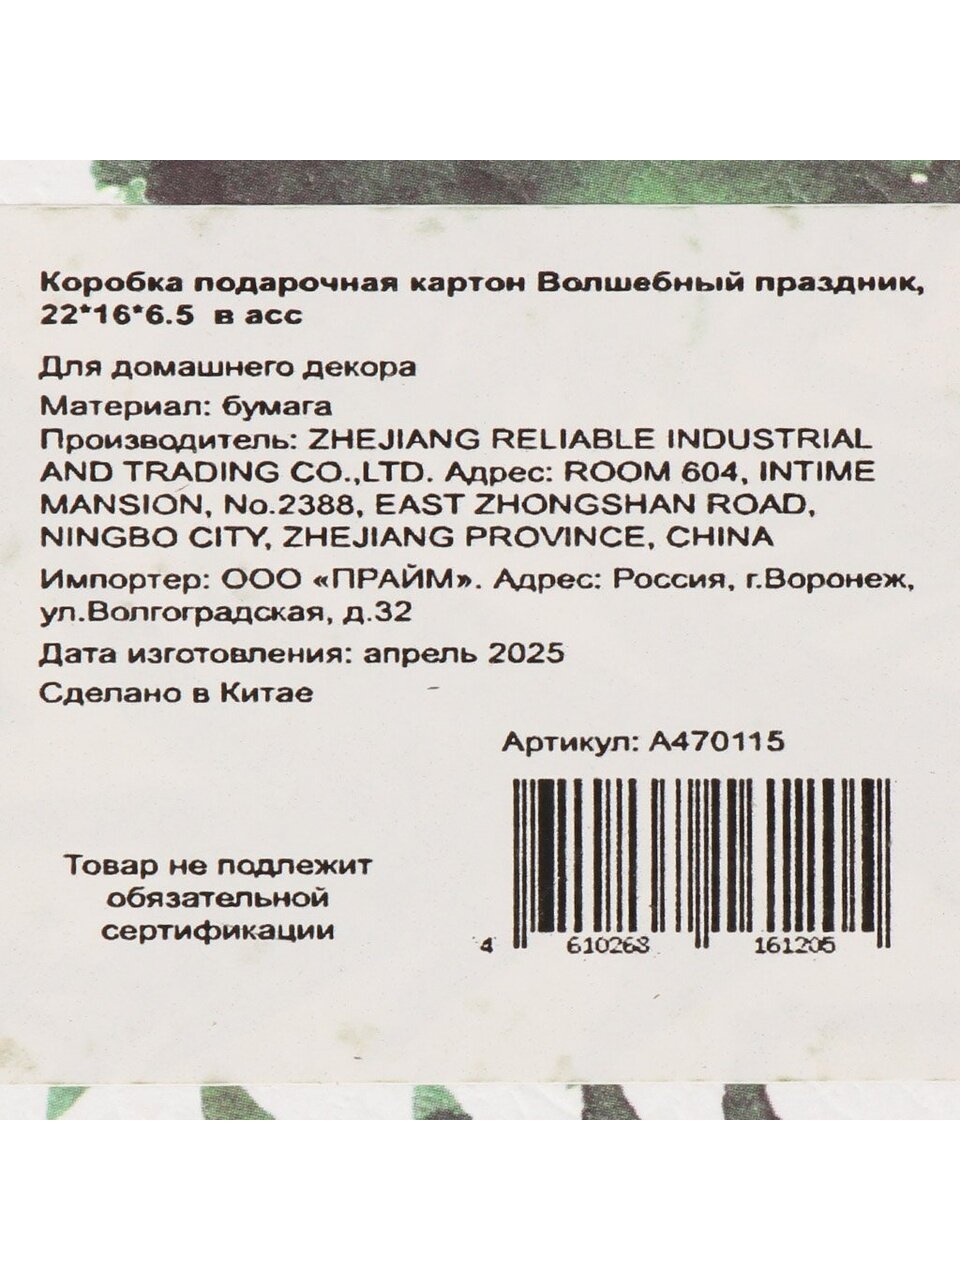 Коробка подарочная картон Волшебный праздник,
22*16*6.5 в асс
Для домашнего декора
Материал: бумага
Производитель: ZHEJIANG RELIABLE INDUSTRIAL
AND TRADING CO.,LTD. Адрес: ROOM 604, INTIME
MANSION, No.2388, EAST ZHONGSHAN ROAD,
NINGBO CITY, ZHEJIANG PROVINCE, CHINA
Импортер: ООО «ПРАЙМ». Адрес: Россия, г.Воронеж,
ул.Волгоградская, д.32
Дата изготовления: апрель 2025
Сделано в Китае
Артикул: А470115
Товар не подлежит
обязательной
сертификации
4 610268 161205